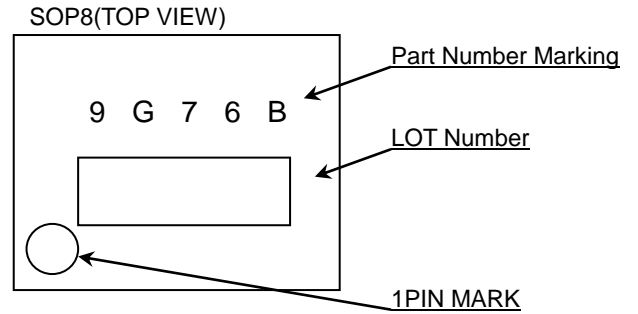 SOP8(TOP VIEW)
Part Number Marking
9 G 7 6 B
LOT Number
1PIN MARK